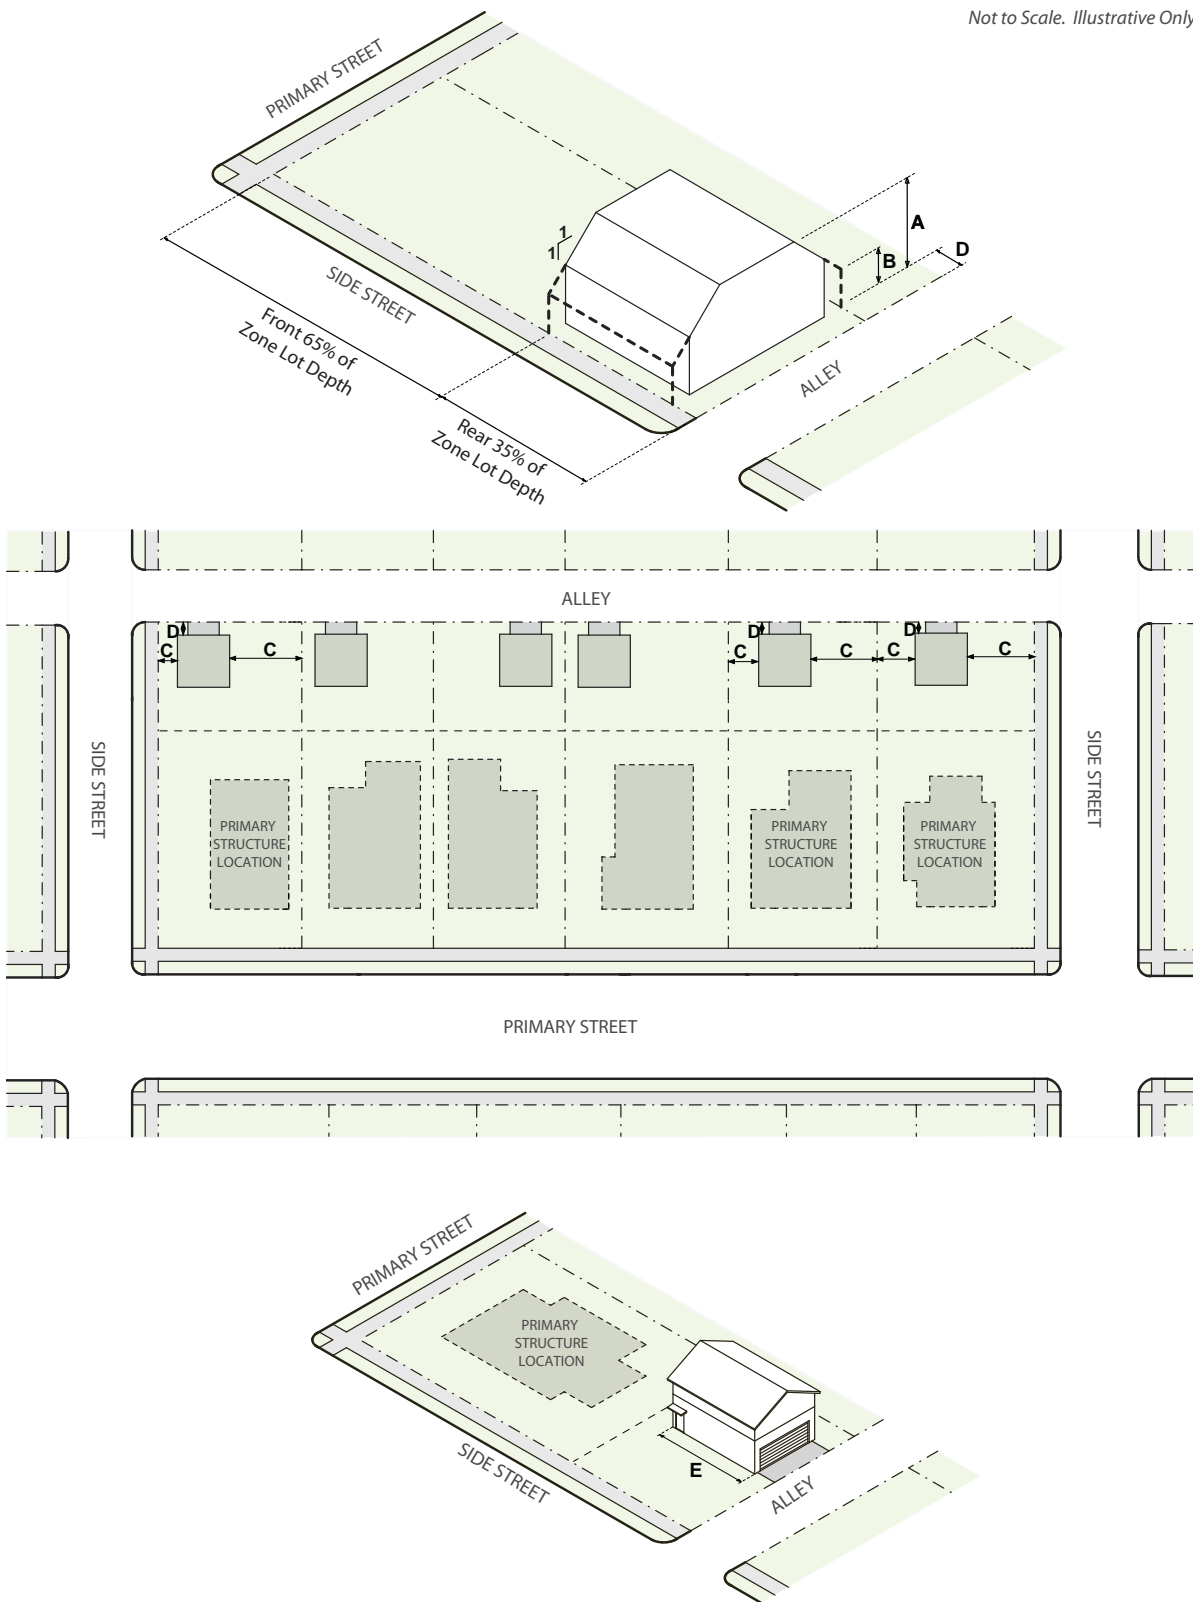 Not to Scale. Illustrative Only
PRIMARY STREET
A
B
D
1
1
SIDE STREET
Front 65% of
Zone Lot Depth
ALLEY
Rear 35% of
Zone Lot Depth
ALLEY
D
C
C
D
C
C
C
D
C
SIDE STREET
SIDE STREET
PRIMARY
STRUCTURE
LOCATION
PRIMARY
STRUCTURE
LOCATION
PRIMARY
STRUCTURE
LOCATION
PRIMARY STREET
PRIMARY STREET
PRIMARY
STRUCTURE
LOCATION
SIDE STREET
E
ALLEY